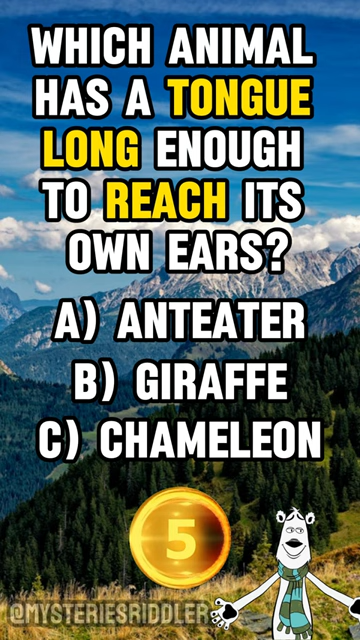 WHICH ANIMAL
HAS A TONGUE
LONG ENOUGH
TO REACH ITS
OWN EARS?
A) ANTEATER
B) GIRAFFE
C) CHAMELEON
5
@MYSTERIESRIDDLER